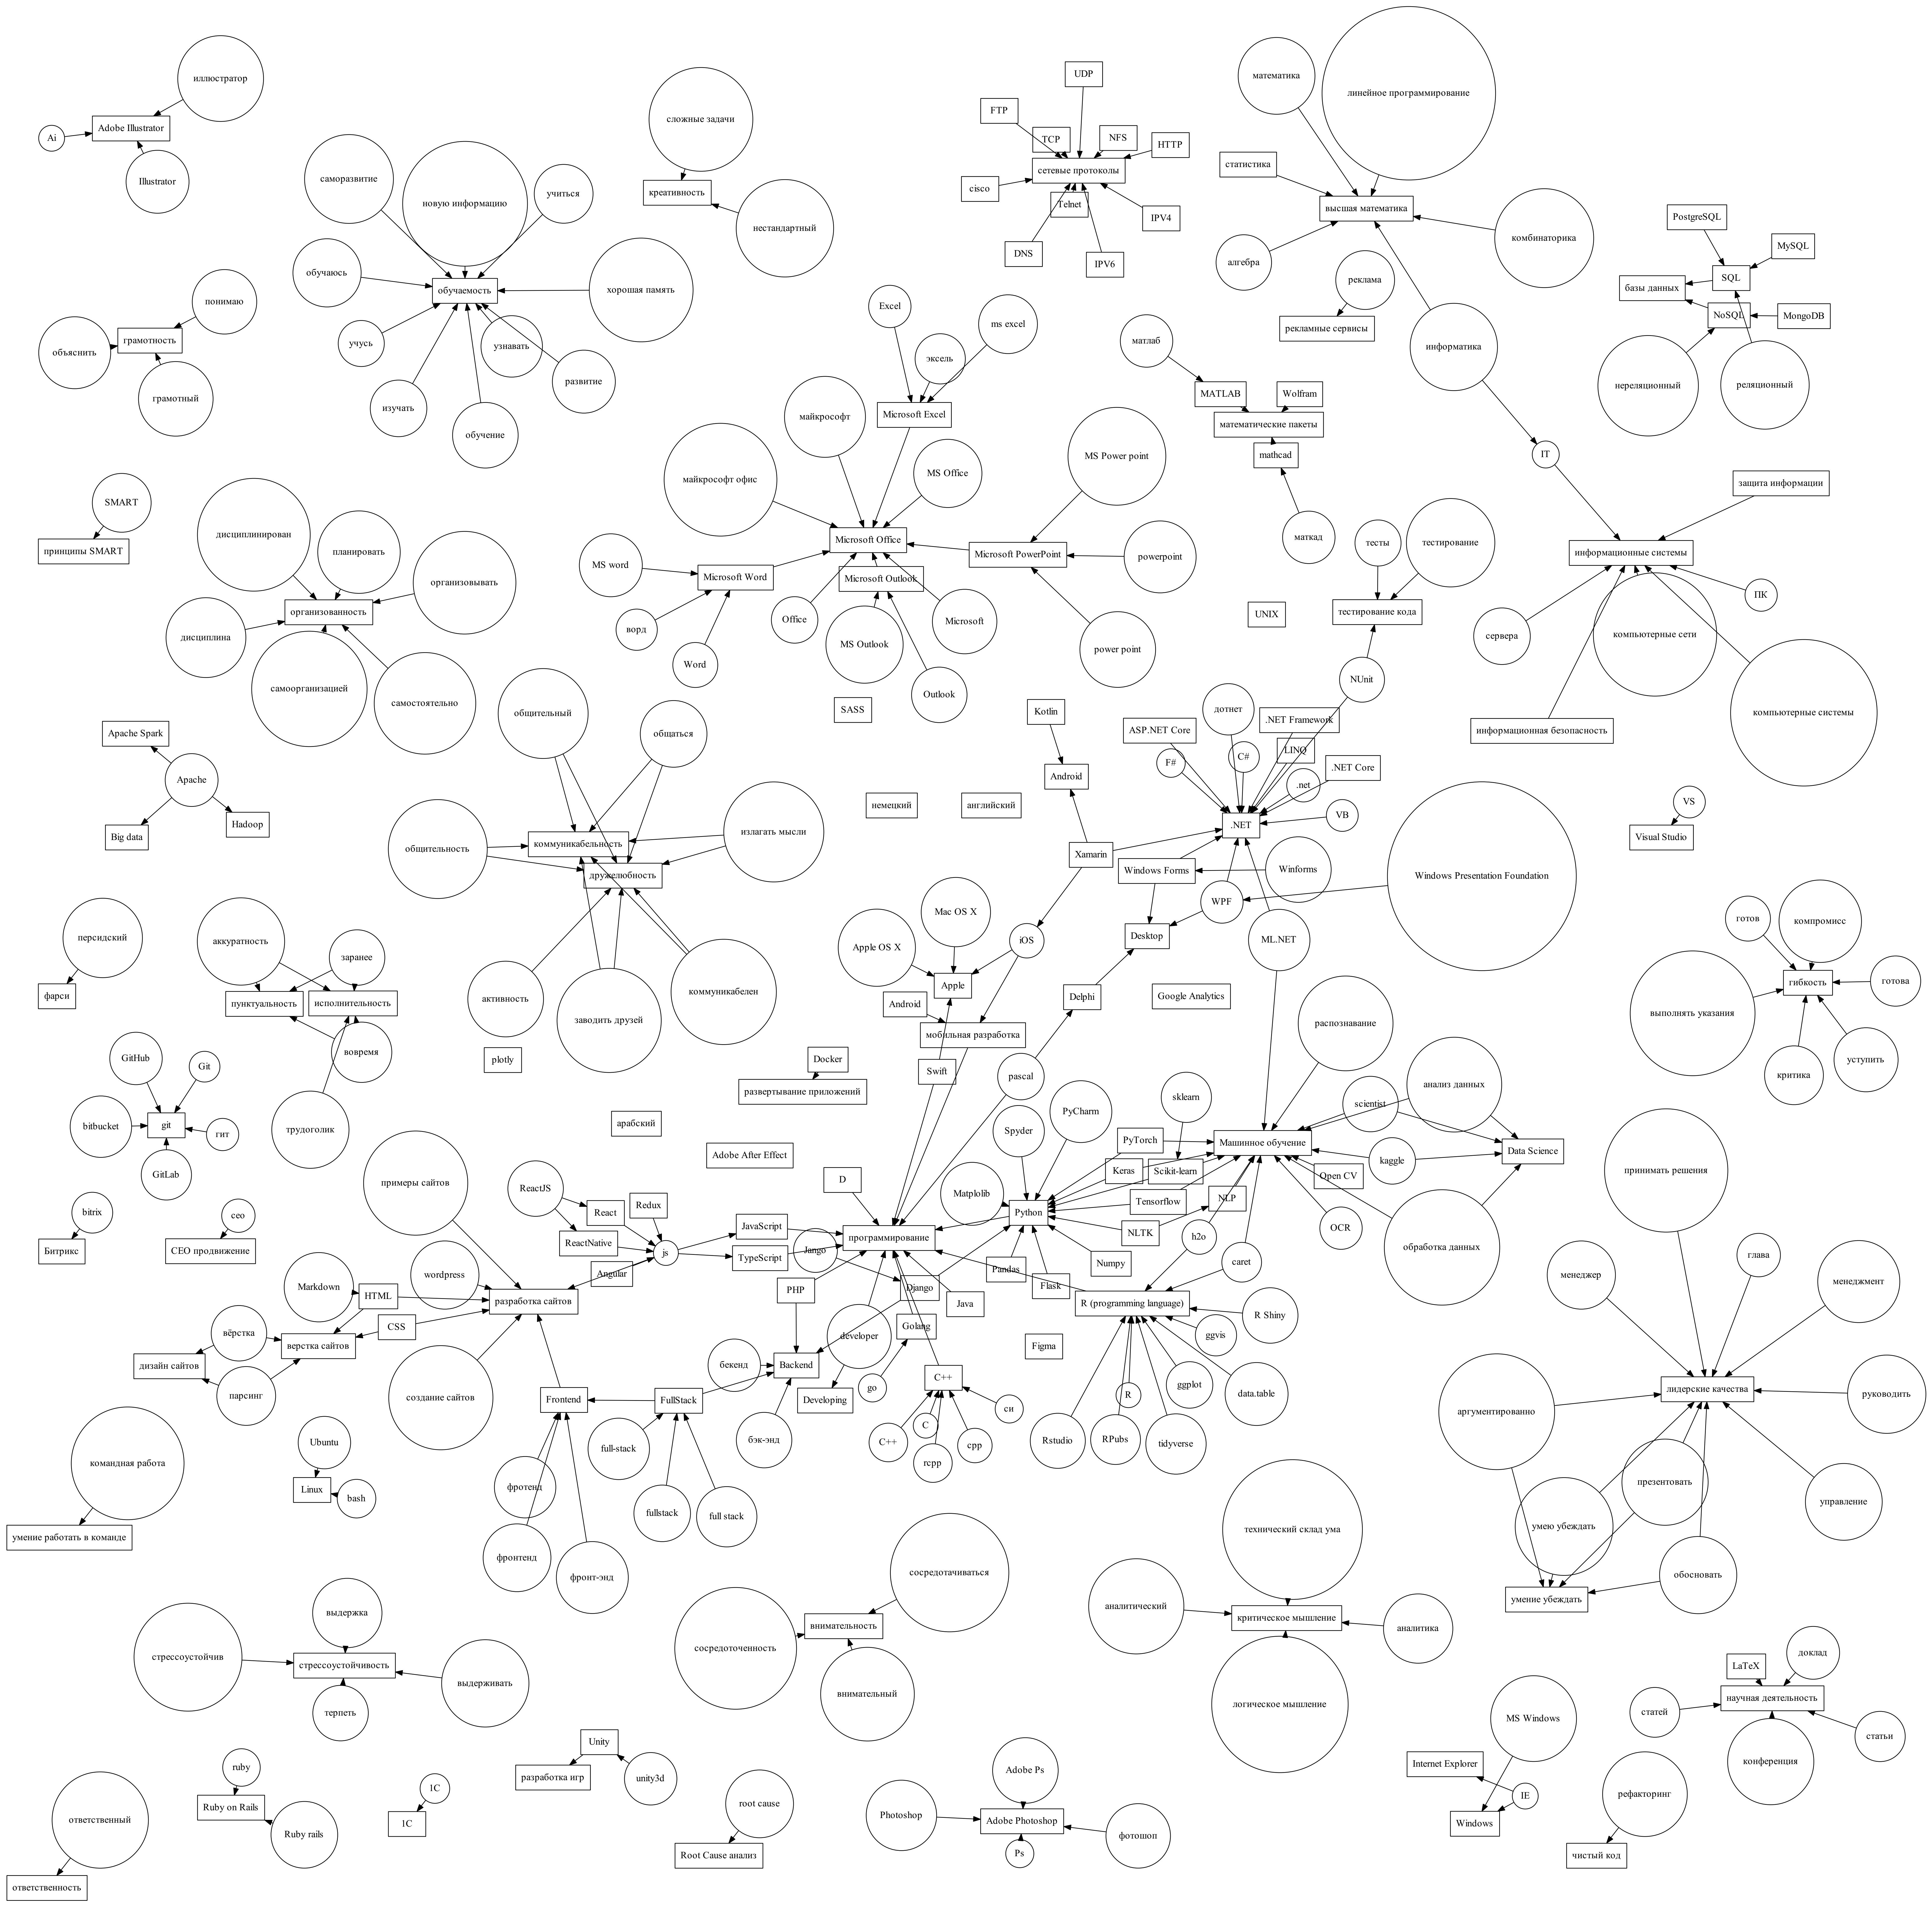 иллюстратор
Ai
Adobe Illustrator
Illustrator
саморазвитие
новую информацию
учиться
обучаюсь
обучаемость
хорошая память
учусь
узнавать
развитие
изучать
обучение
сложные задачи
креативность
нестандартный
UDP
FTP
TCP
NFS
HTTP
сетевые протоколы
cisco
Telnet
IPV4
DNS
IPV6
математика
линейное программирование
статистика
высшая математика
комбинаторика
алгебра
реклама
рекламные сервисы
информатика
PostgreSQL
MySQL
SQL
базы данных
NoSQL
MongoDB
нереляционный
реляционный
понимаю
объяснить
грамотность
грамотный
Excel
ms excel
эксель
Microsoft Excel
майкрософт
майкрософт офис
MS Office
Microsoft Office
MS Power point
Microsoft PowerPoint
powerpoint
power point
MS word
Microsoft Word
Microsoft Outlook
ворд
Word
Office
MS Outlook
Microsoft
Outlook
матлаб
MATLAB
Wolfram
математические пакеты
mathcad
маткад
IT
защита информации
информационные системы
ПК
сервера
компьютерные сети
компьютерные системы
информационная безопасность
тесты
тестирование
тестирование кода
NUnit
UNIX
SMART
принципы SMART
дисциплинирован
планировать
организовывать
организованность
дисциплина
самоорганизацией
самостоятельно
SASS
Apache Spark
Apache
Big data
Hadoop
общительный
общаться
общительность
коммуникабельность
излагать мысли
дружелюбность
активность
заводить друзей
коммуникабелен
немецкий
английский
Kotlin
Android
ASP.NET Core
дотнет
.NET Framework
F#
C#
LINQ
.net
.NET Core
.NET
VB
Xamarin
Windows Forms
Winforms
WPF
Windows Presentation Foundation
Desktop
ML.NET
VS
Visual Studio
персидский
фарси
аккуратность
заранее
пунктуальность
исполнительность
вовремя
трудоголик
Mac OS X
Apple OS X
iOS
Apple
Android
мобильная разработка
Swift
Delphi
pascal
Google Analytics
готов
компромисс
гибкость
готова
выполнять указания
критика
уступить
GitHub
Git
bitbucket
git
гит
GitLab
plotly
Docker
развертывание приложений
арабский
Adobe After Effect
распознавание
анализ данных
scientist
sklearn
PyCharm
Spyder
PyTorch
Машинное обучение
Data Science
Keras
Scikit-learn
kaggle
Open CV
Matplolib
Tensorflow
NLP
Python
NLTK
h2o
OCR
обработка данных
Pandas
Flask
Numpy
caret
принимать решения
bitrix
Битрикс
сео
СЕО продвижение
примеры сайтов
ReactJS
React
Redux
ReactNative
js
JavaScript
TypeScript
Angular
D
программирование
Jango
Django
PHP
Java
Golang
developer
Markdown
HTML
wordpress
разработка сайтов
CSS
вёрстка
верстка сайтов
дизайн сайтов
парсинг
создание сайтов
R (programming language)
R Shiny
ggvis
Figma
ggplot
data.table
R
Rstudio
RPubs
tidyverse
бекенд
Backend
бэк-энд
Developing
go
C++
си
C
C++
cpp
rcpp
Frontend
FullStack
full-stack
fullstack
full stack
фротенд
фронтенд
фронт-энд
менеджер
глава
менеджмент
лидерские качества
руководить
аргументированно
презентовать
управление
умею убеждать
обосновать
умение убеждать
командная работа
умение работать в команде
Ubuntu
Linux
bash
технический склад ума
аналитический
критическое мышление
аналитика
логическое мышление
сосредотачиваться
сосредоточенность
внимательность
внимательный
выдержка
стрессоустойчив
стрессоустойчивость
выдерживать
терпеть
доклад
LaTeX
научная деятельность
статей
статьи
конференция
MS Windows
Internet Explorer
IE
Windows
рефакторинг
чистый код
ответственный
ответственность
ruby
Ruby on Rails
Ruby rails
1C
1C
Unity
разработка игр
unity3d
root cause
Root Cause анализ
Adobe Ps
Photoshop
Adobe Photoshop
фотошоп
Ps